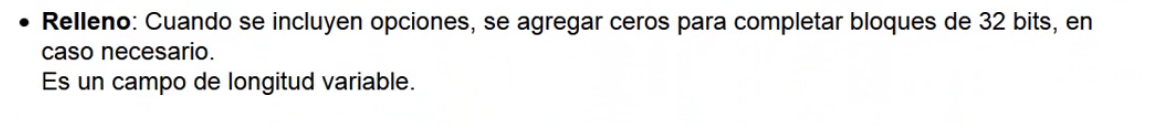 • Relleno: Cuando se incluyen opciones, se agregar ceros para completar bloques de 32 bits, en
caso necesario.
Es un campo de longitud variable.